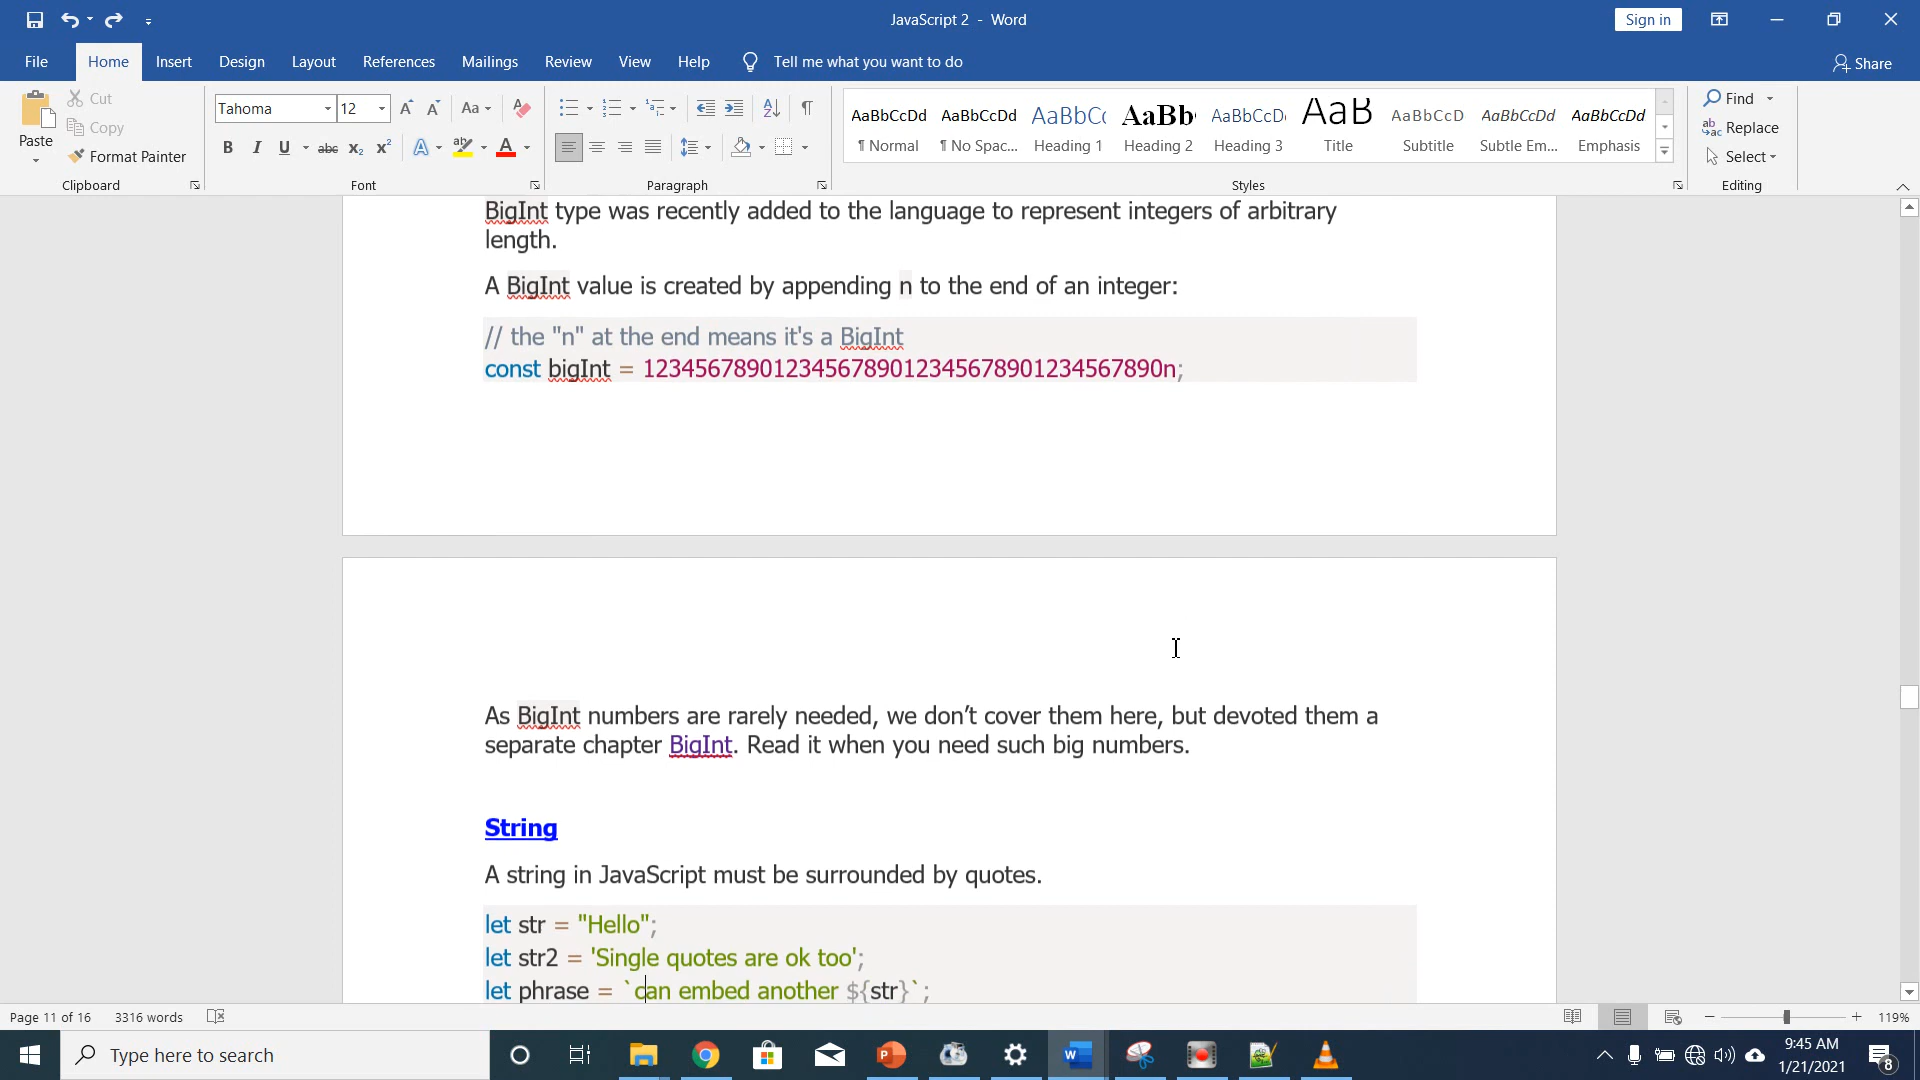 JavaScript 2 - Word
Sign in
File Home Insert Design Layout References Mailings Review View Help Tell me what you want to do Share
Paste
Cut
Copy
Format Painter
Clipboard
Tahoma 12 Aa
B I U abc x₂ x² A ab A
Font
Paragraph
AaBbCcDd ¶ Normal
AaBbCcDd ¶ No Spac...
AaBbCc Heading 1
AaBb Heading 2
AaBbCcD Heading 3
AaB Title
AaBbCcD Subtitle
AaBbCcDd Subtle Em...
AaBbCcDd Emphasis
Styles
Find
Replace
Select
Editing
BigInt type was recently added to the language to represent integers of arbitrary
length.
A BigInt value is created by appending n to the end of an integer:
// the "n" at the end means it's a BigInt
const bigInt = 1234567890123456789012345678901234567890n;
As BigInt numbers are rarely needed, we don’t cover them here, but devoted them a
separate chapter BigInt. Read it when you need such big numbers.
String
A string in JavaScript must be surrounded by quotes.
let str = "Hello";
let str2 = 'Single quotes are ok too';
let phrase = `can embed another ${str}`;
Page 11 of 16 3316 words 119%
Type here to search
9:45 AM
1/21/2021
8